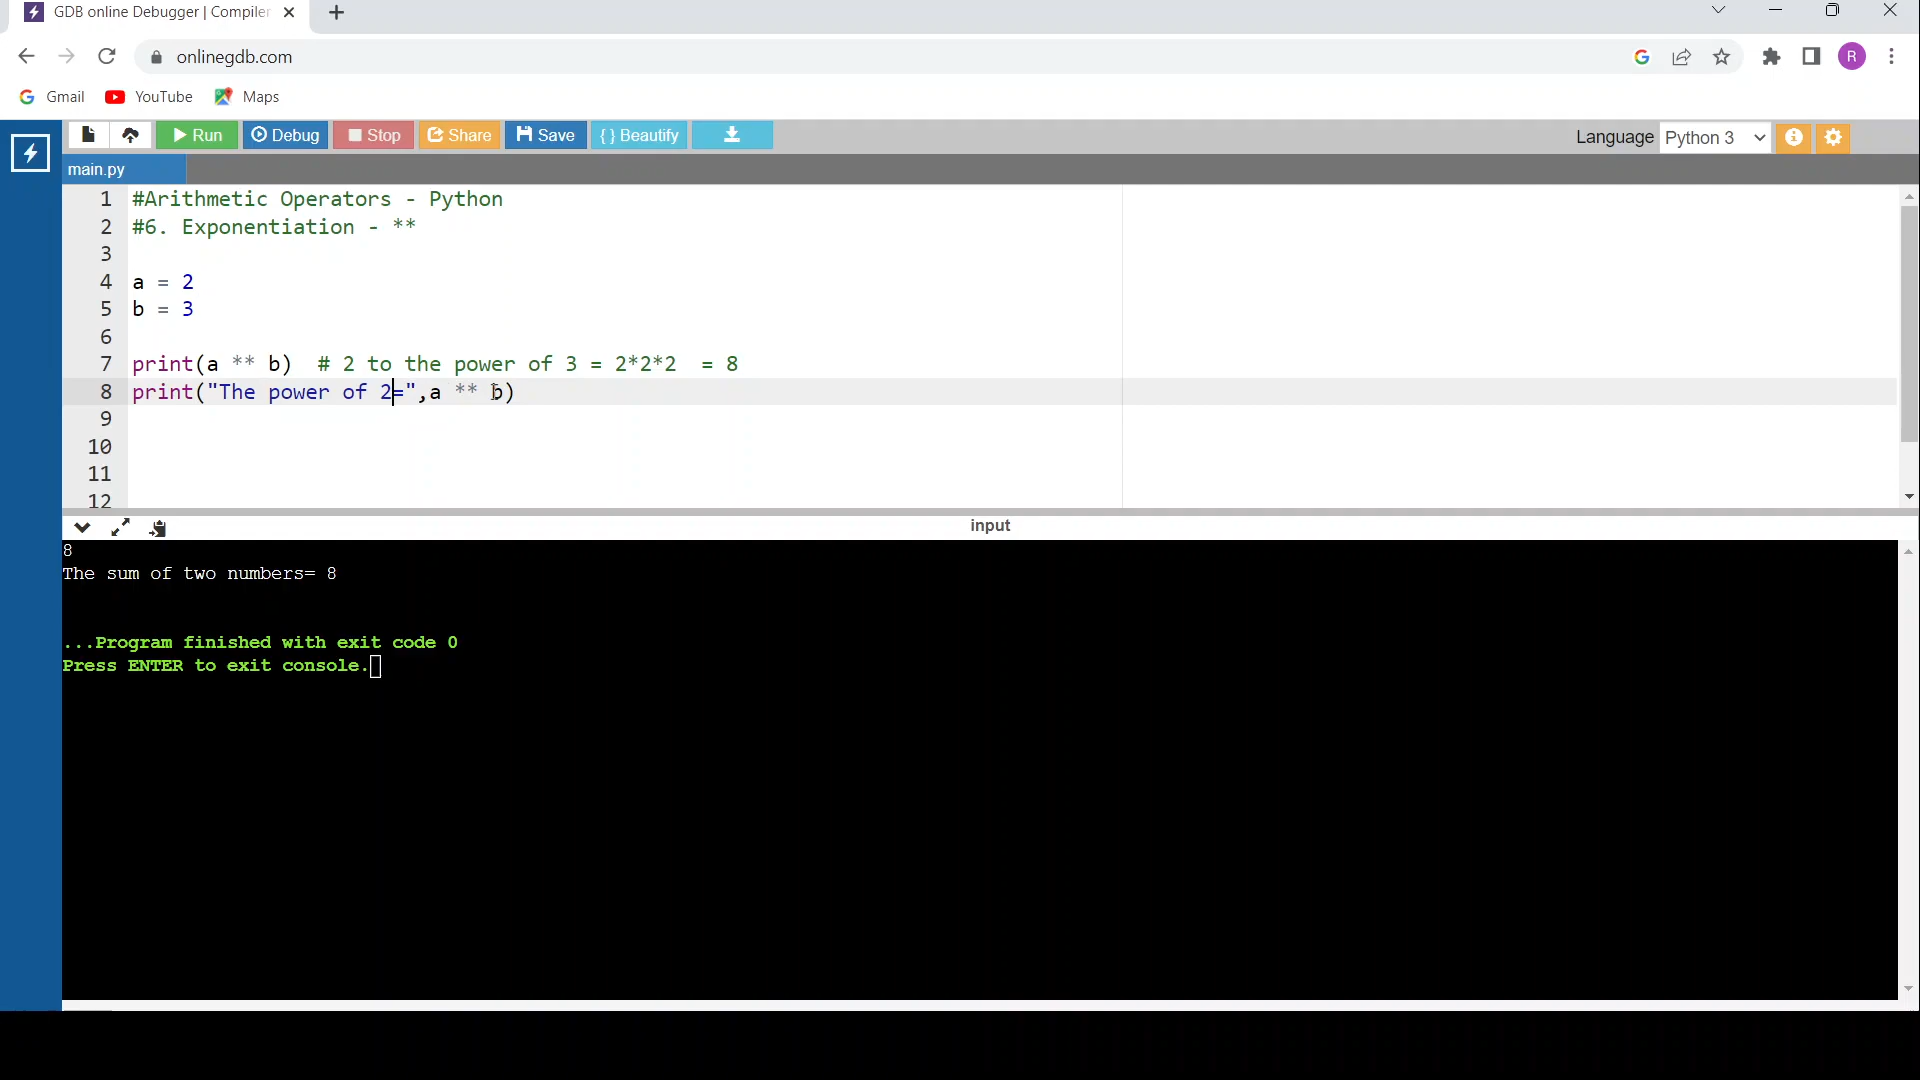 GDB online Debugger | Compiler
onlinegdb.com
R
Gmail YouTube Maps
Run Debug Stop Share Save { } Beautify Language Python 3
main.py
1 #Arithmetic Operators - Python
2 #6. Exponentiation - **
3
4 a = 2
5 b = 3
6
7 print(a ** b)  # 2 to the power of 3 = 2*2*2  = 8
8 print("The power of 2=",a ** b)
9
10
11
12
input
8
The sum of two numbers= 8
...Program finished with exit code 0
Press ENTER to exit console.